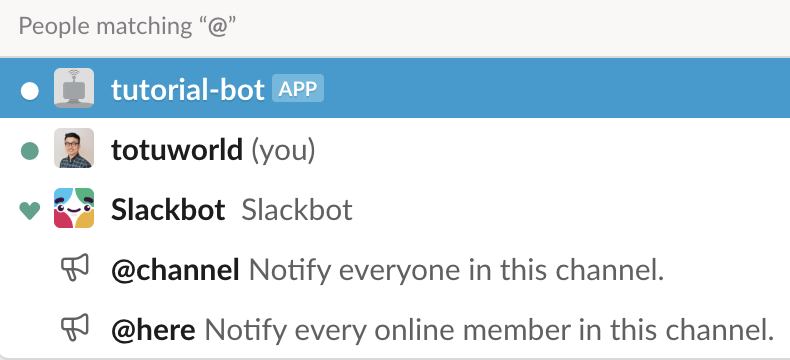 People matching “@”
tutorial-bot APP
totuworld (you)
Slackbot Slackbot
@channel Notify everyone in this channel.
@here Notify every online member in this channel.